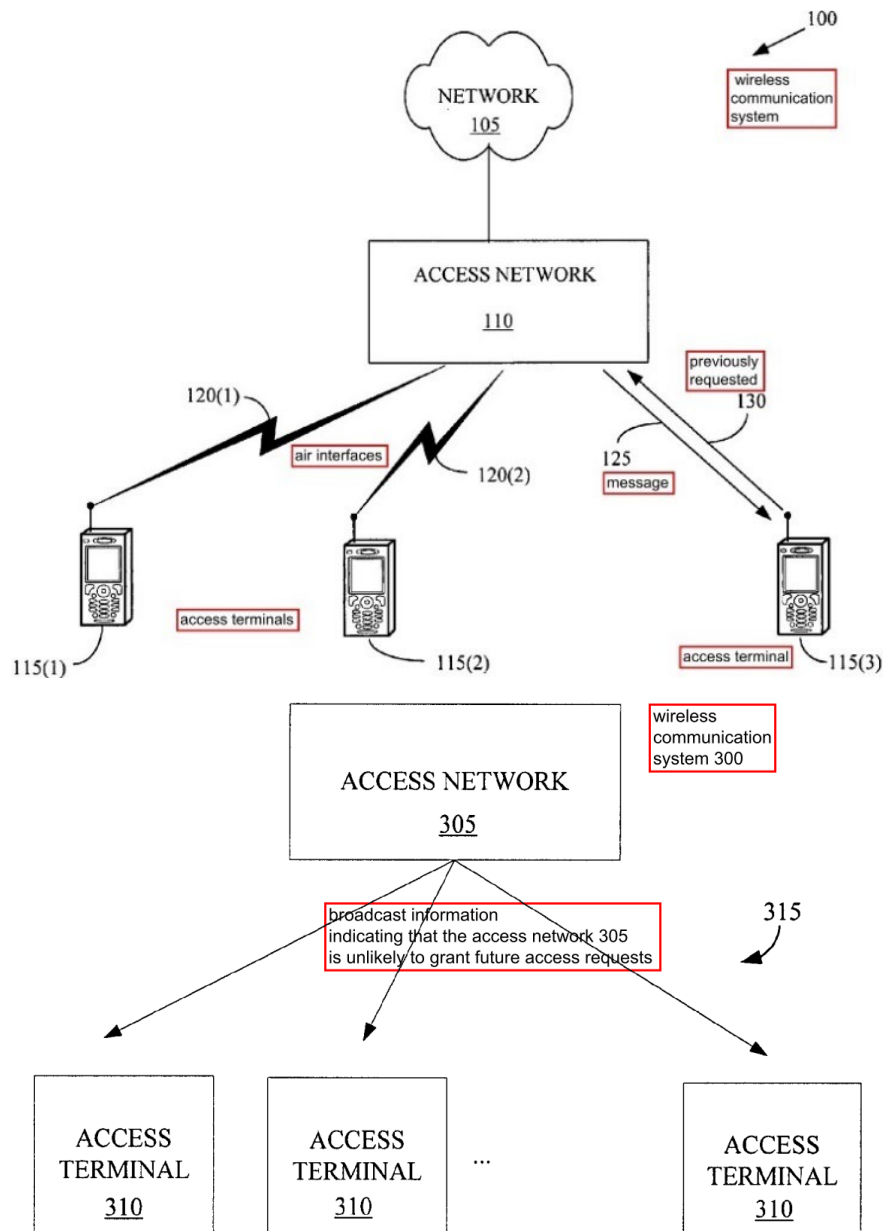 100
wireless
communication
system
NETWORK
105
ACCESS NETWORK
110
previously
requested
130
120(1)
air interfaces
125
message
120(2)
access terminals
access terminal
115(1)
115(2)
115(3)
wireless
communication
system 300
ACCESS NETWORK
305
broadcast information
indicating that the access network 305
is unlikely to grant future access requests
315
ACCESS
TERMINAL
310
ACCESS
TERMINAL
310
...
ACCESS
TERMINAL
310